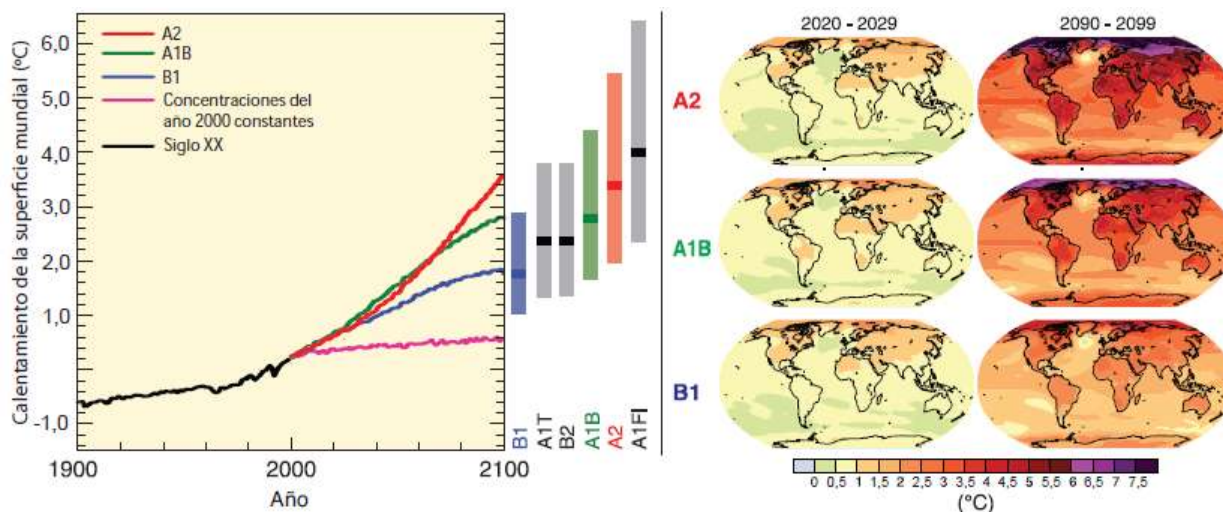 Calentamiento de la superficie mundial (ºC)
6,0
5,0
4,0
3,0
2,0
1,0
-1,0
A2
A1B
B1
Concentraciones del
año 2000 constantes
Siglo XX
1900
2000
2100
Año
B1
A1T
B2
A1B
A2
A1FI
2020 - 2029
2090 - 2099
A2
A1B
B1
0 0,5 1 1,5 2 2,5 3 3,5 4 4,5 5 5,5 6 6,5 7 7,5
(°C)